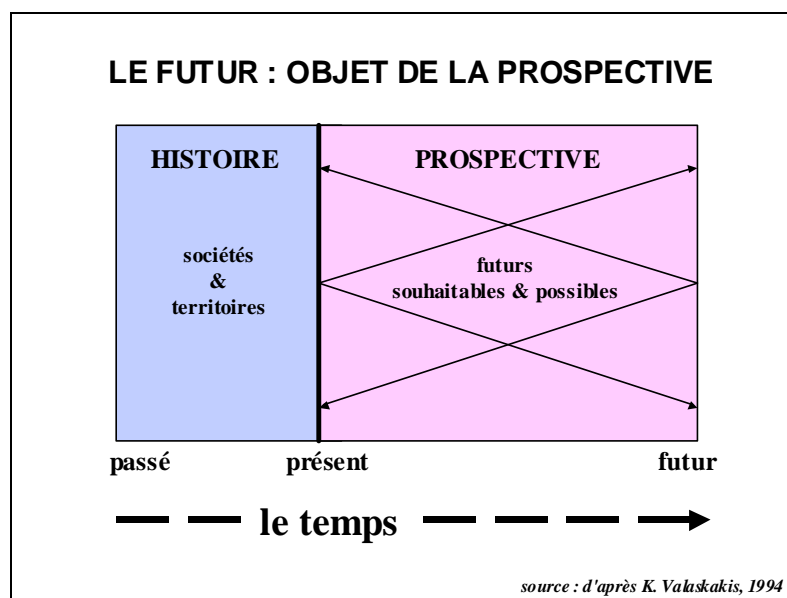 LE FUTUR : OBJET DE LA PROSPECTIVE
HISTOIRE
PROSPECTIVE
sociétés
&
territoires
futurs
souhaitables & possibles
passé
présent
futur
le temps
source : d'après K. Valaskakis, 1994